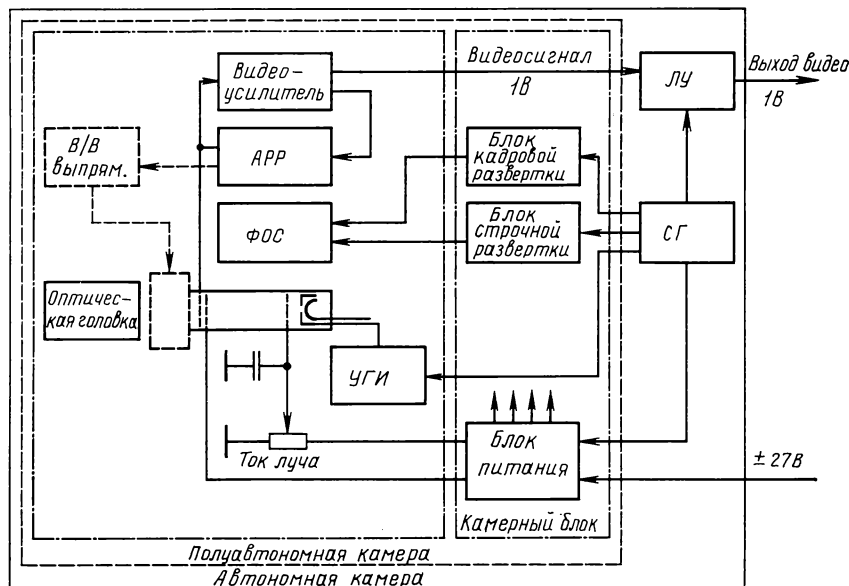 Видео-
усилитель
Видеосигнал
1В
ЛУ
Выход видео
1В
В/В
выпрям.
АРР
Блок
кадровой
развертки
ФОС
Блок
строчной
развертки
СГ
Оптичес-
кая головка
УГИ
Ток луча
Блок
питания
± 27В
Камерный блок
Полуавтономная камера
Автономная камера